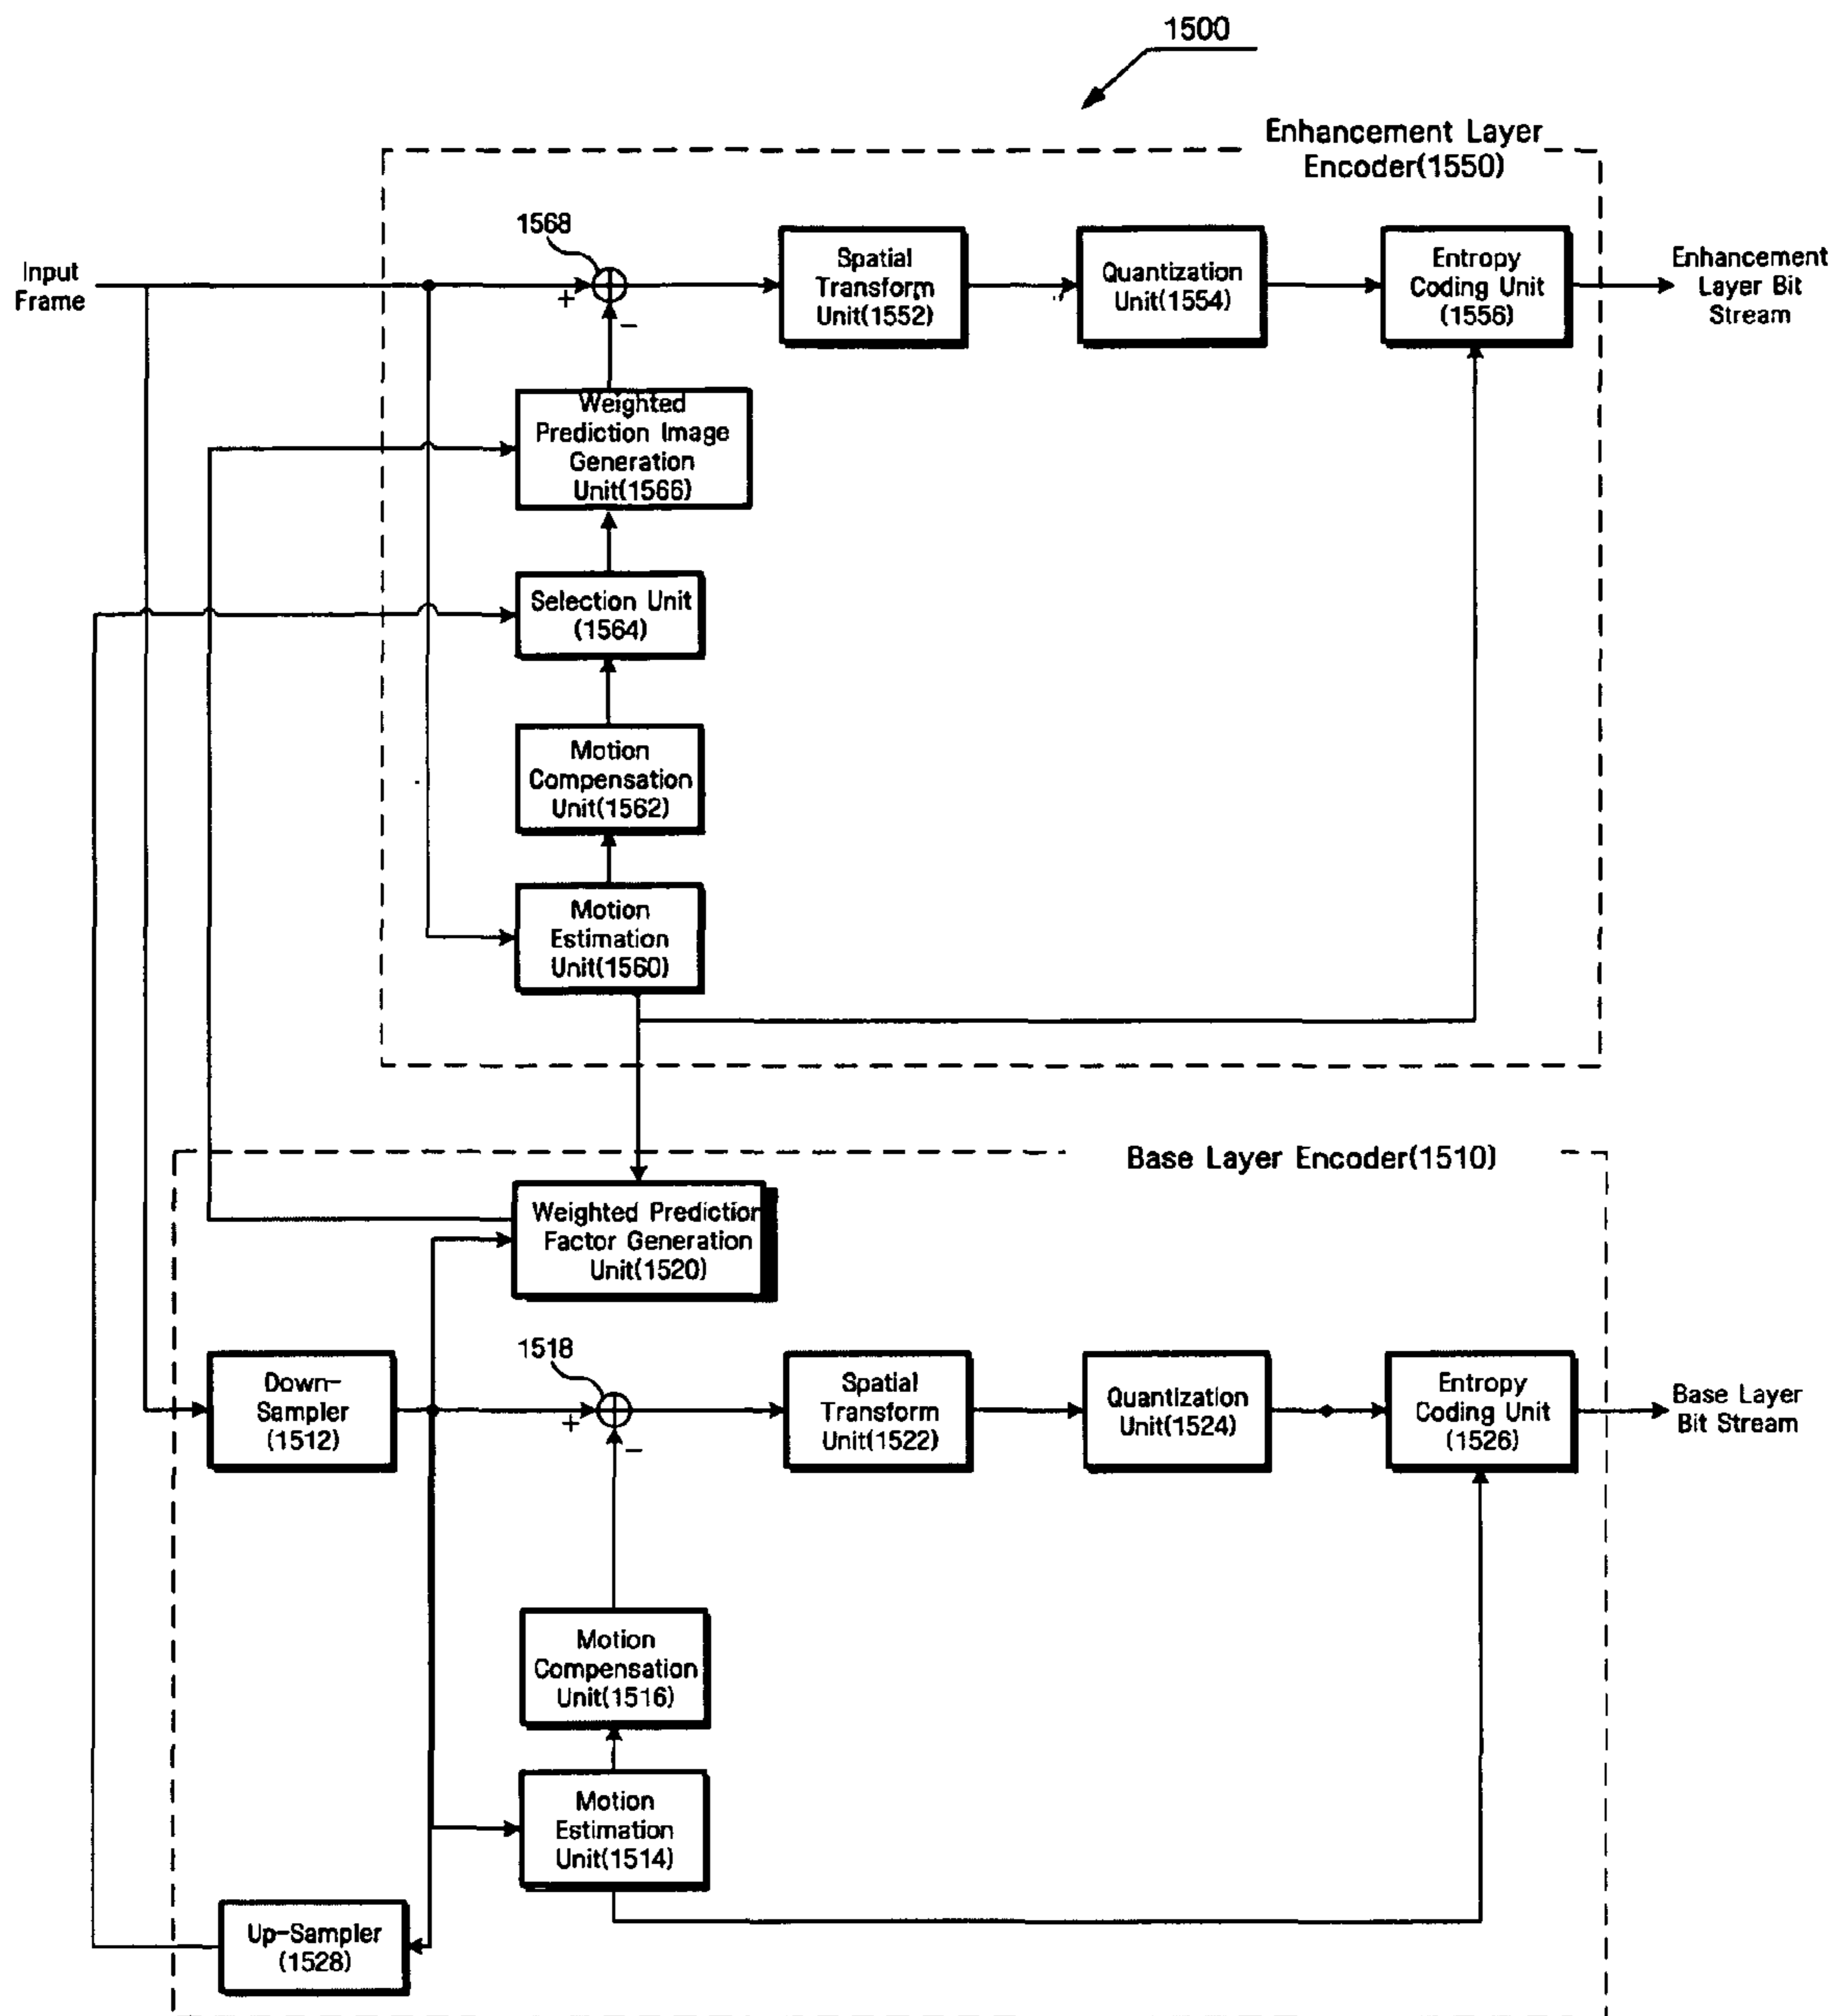 1500
Enhancement Layer
Encoder(1550)
1568
Input
Frame
+
−
Spatial
Transform
Unit(1552)
Quantization
Unit(1554)
Entropy
Coding Unit
(1556)
Enhancement
Layer Bit
Stream
Weighted
Prediction Image
Generation
Unit(1566)
Selection Unit
(1564)
Motion
Compensation
Unit(1562)
Motion
Estimation
Unit(1560)
Base Layer Encoder(1510)
Weighted Prediction
Factor Generation
Unit(1520)
1518
Down-
Sampler
(1512)
+
−
Spatial
Transform
Unit(1522)
Quantization
Unit(1524)
Entropy
Coding Unit
(1526)
Base Layer
Bit Stream
Motion
Compensation
Unit(1516)
Motion
Estimation
Unit(1514)
Up-Sampler
(1528)